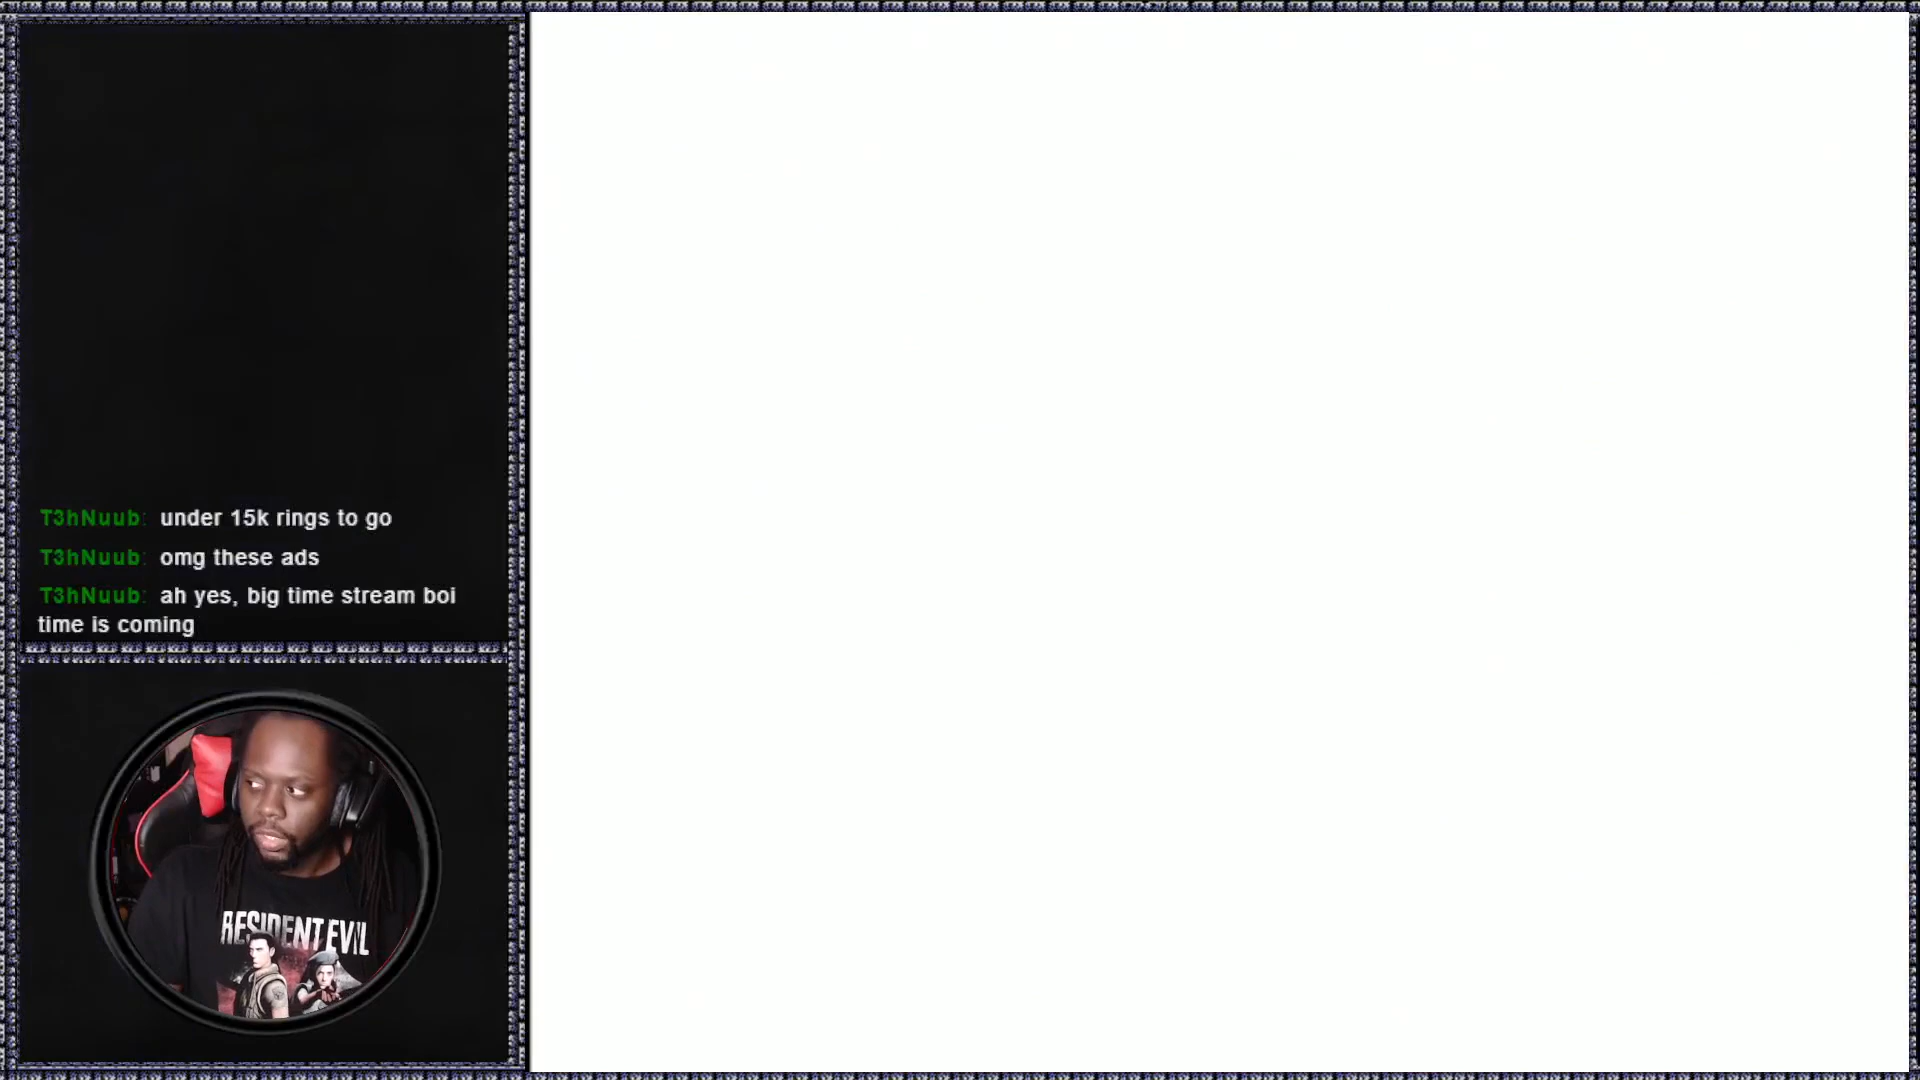 T3hNuub: under 15k rings to go
T3hNuub: omg these ads
T3hNuub: ah yes, big time stream boi
time is coming
RESIDENT EVIL